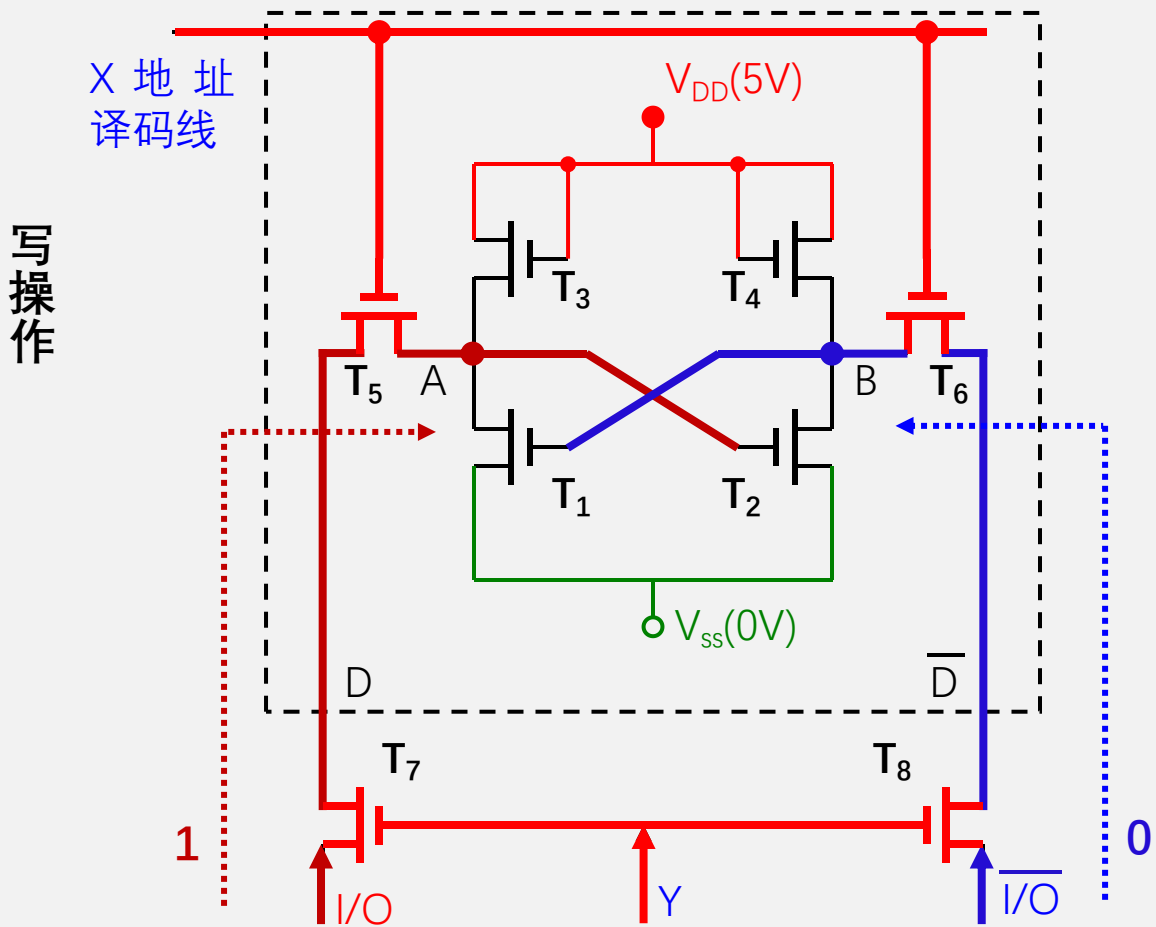 X 地 址
译码线
V_DD(5V)
写操作
T_3
T_4
T_5
A
B
T_6
T_1
T_2
V_SS(0V)
D
D̅
T_7
T_8
1
0
I/O
Y
I̅/̅O̅